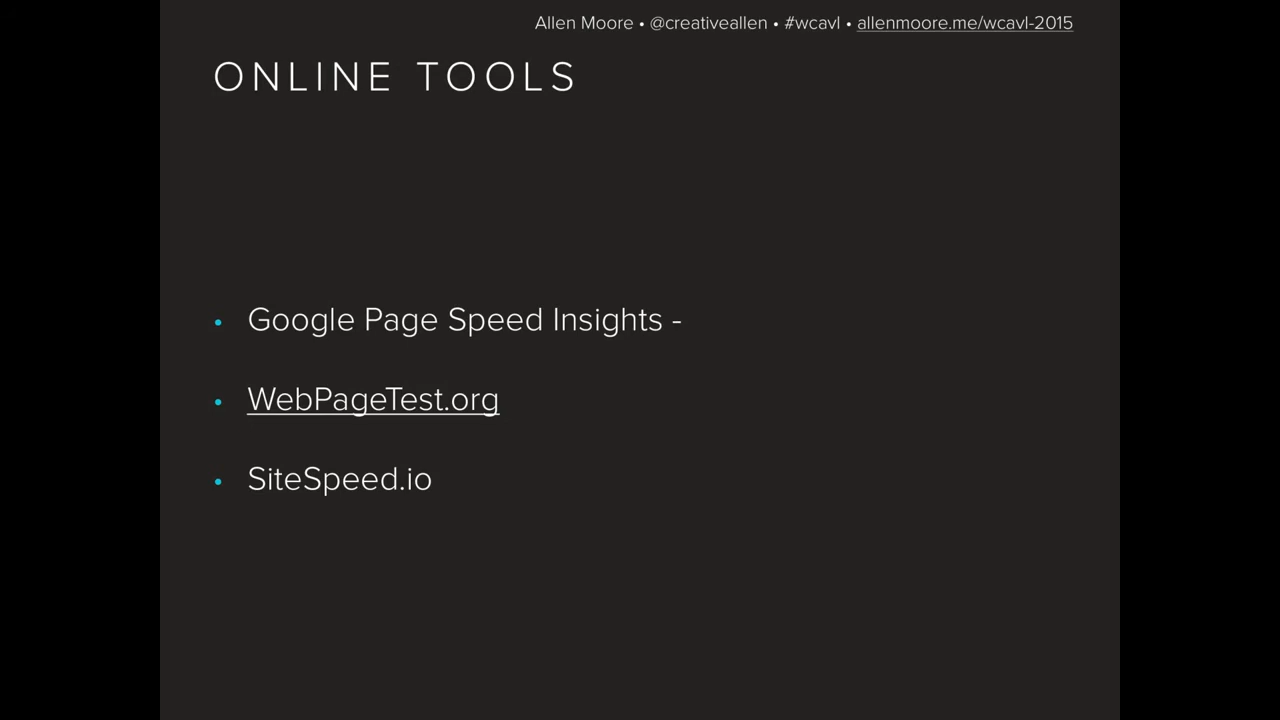 Allen Moore • @creativeallen • #wcavl • allenmoore.me/wcavl-2015
ONLINE TOOLS
• Google Page Speed Insights -
• WebPageTest.org
• SiteSpeed.io